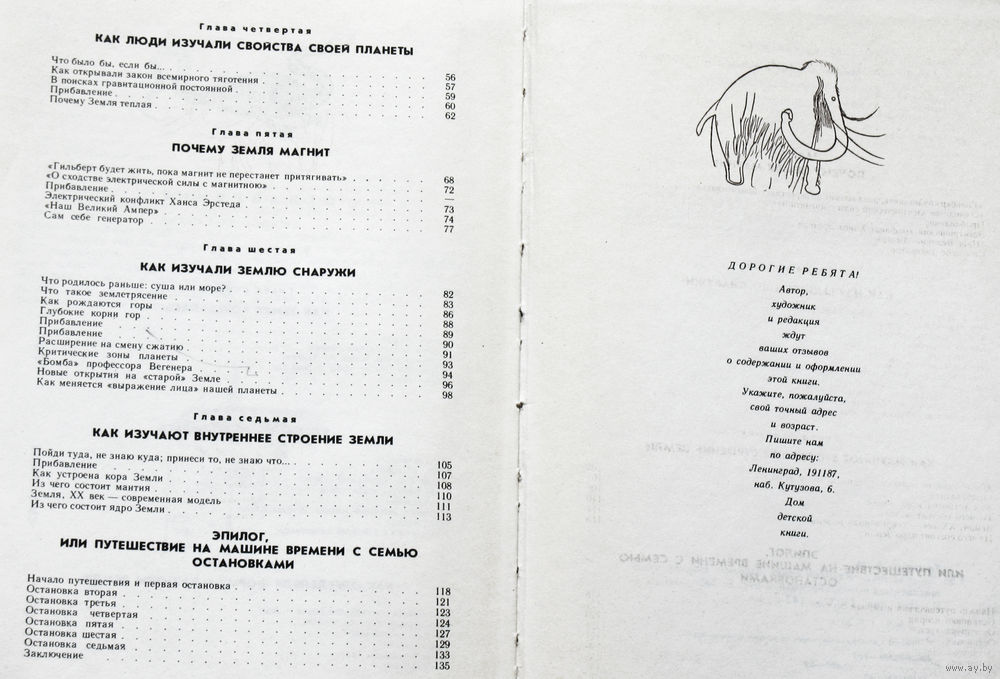 Глава четвертая
КАК ЛЮДИ ИЗУЧАЛИ СВОЙСТВА СВОЕЙ ПЛАНЕТЫ
Что было бы, если бы... 56
Как открывали закон всемирного тяготения 57
В поисках гравитационной постоянной 59
Прибавление 60
Почему Земля теплая 62
Глава пятая
ПОЧЕМУ ЗЕМЛЯ МАГНИТ
«Гильберт будет жить, пока магнит не перестанет притягивать» 68
«О сходстве электрической силы с магнитною» 72
Прибавление —
Электрический конфликт Ханса Эрстеда 73
«Наш Великий Ампер» 74
Сам себе генератор 77
Глава шестая
КАК ИЗУЧАЛИ ЗЕМЛЮ СНАРУЖИ
Что родилось раньше: суша или море? 82
Что такое землетрясение 83
Как рождаются горы 86
Глубокие корни гор 88
Прибавление 89
Прибавление 90
Расширение на смену сжатию 91
Критические зоны планеты 93
«Бомба» профессора Вегенера 94
Новые открытия на «старой» Земле 96
Как меняется «выражение лица» нашей планеты 98
Глава седьмая
КАК ИЗУЧАЮТ ВНУТРЕННЕЕ СТРОЕНИЕ ЗЕМЛИ
Пойди туда, не знаю куда; принеси то, не знаю что... 105
Прибавление 107
Как устроена кора Земли 108
Из чего состоит мантия 110
Земля, XX век — современная модель 111
Из чего состоит ядро Земли 113
ЭПИЛОГ,
ИЛИ ПУТЕШЕСТВИЕ НА МАШИНЕ ВРЕМЕНИ С СЕМЬЮ
ОСТАНОВКАМИ
Начало путешествия и первая остановка 118
Остановка вторая 121
Остановка третья 123
Остановка четвертая 124
Остановка пятая 127
Остановка шестая 129
Остановка седьмая 133
Заключение 135
ДОРОГИЕ РЕБЯТА!
Автор,
художник
и редакция
ждут
ваших отзывов
о содержании и оформлении
этой книги.
Укажите, пожалуйста,
свой точный адрес
и возраст.
Пишите нам
по адресу:
Ленинград, 191187,
наб. Кутузова, 6.
Дом
детской
книги.
www.ay.by